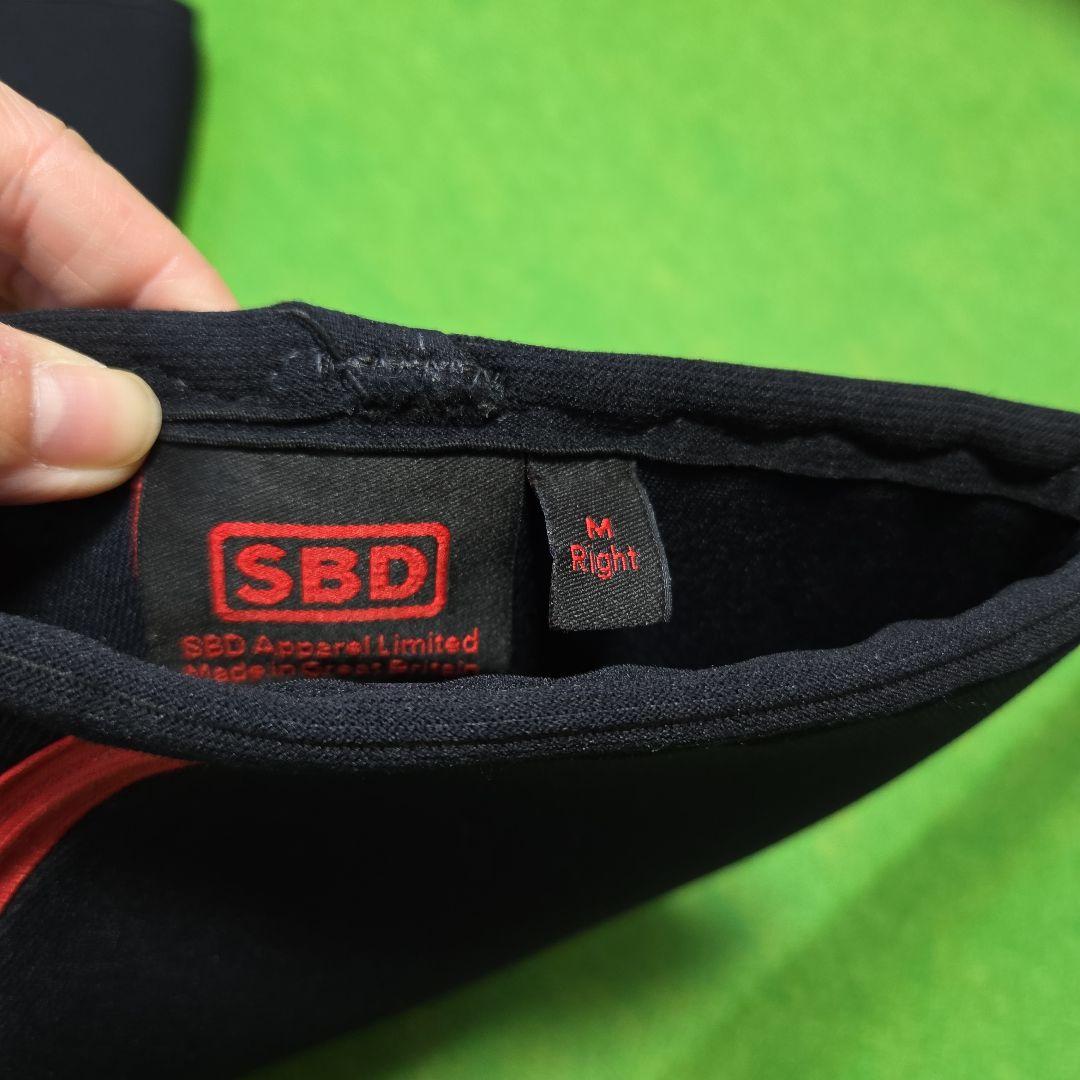 SBD
SBD Apparel Limited
Made in Great Britain
M
Right